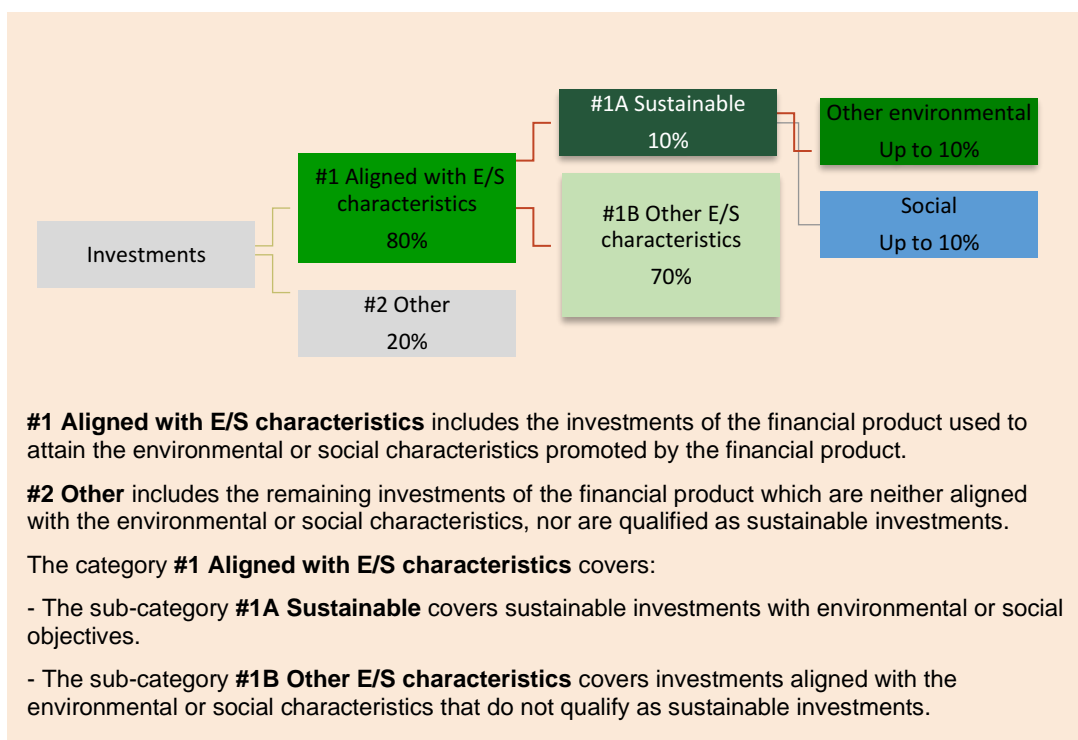 #1A Sustainable
10%
Other environmental
Up to 10%
#1 Aligned with E/S
characteristics
80%
#1B Other E/S
characteristics
70%
Social
Up to 10%
Investments
#2 Other
20%
#1 Aligned with E/S characteristics includes the investments of the financial product used to
attain the environmental or social characteristics promoted by the financial product.
#2 Other includes the remaining investments of the financial product which are neither aligned
with the environmental or social characteristics, nor are qualified as sustainable investments.
The category #1 Aligned with E/S characteristics covers:
- The sub-category #1A Sustainable covers sustainable investments with environmental or social
objectives.
- The sub-category #1B Other E/S characteristics covers investments aligned with the
environmental or social characteristics that do not qualify as sustainable investments.